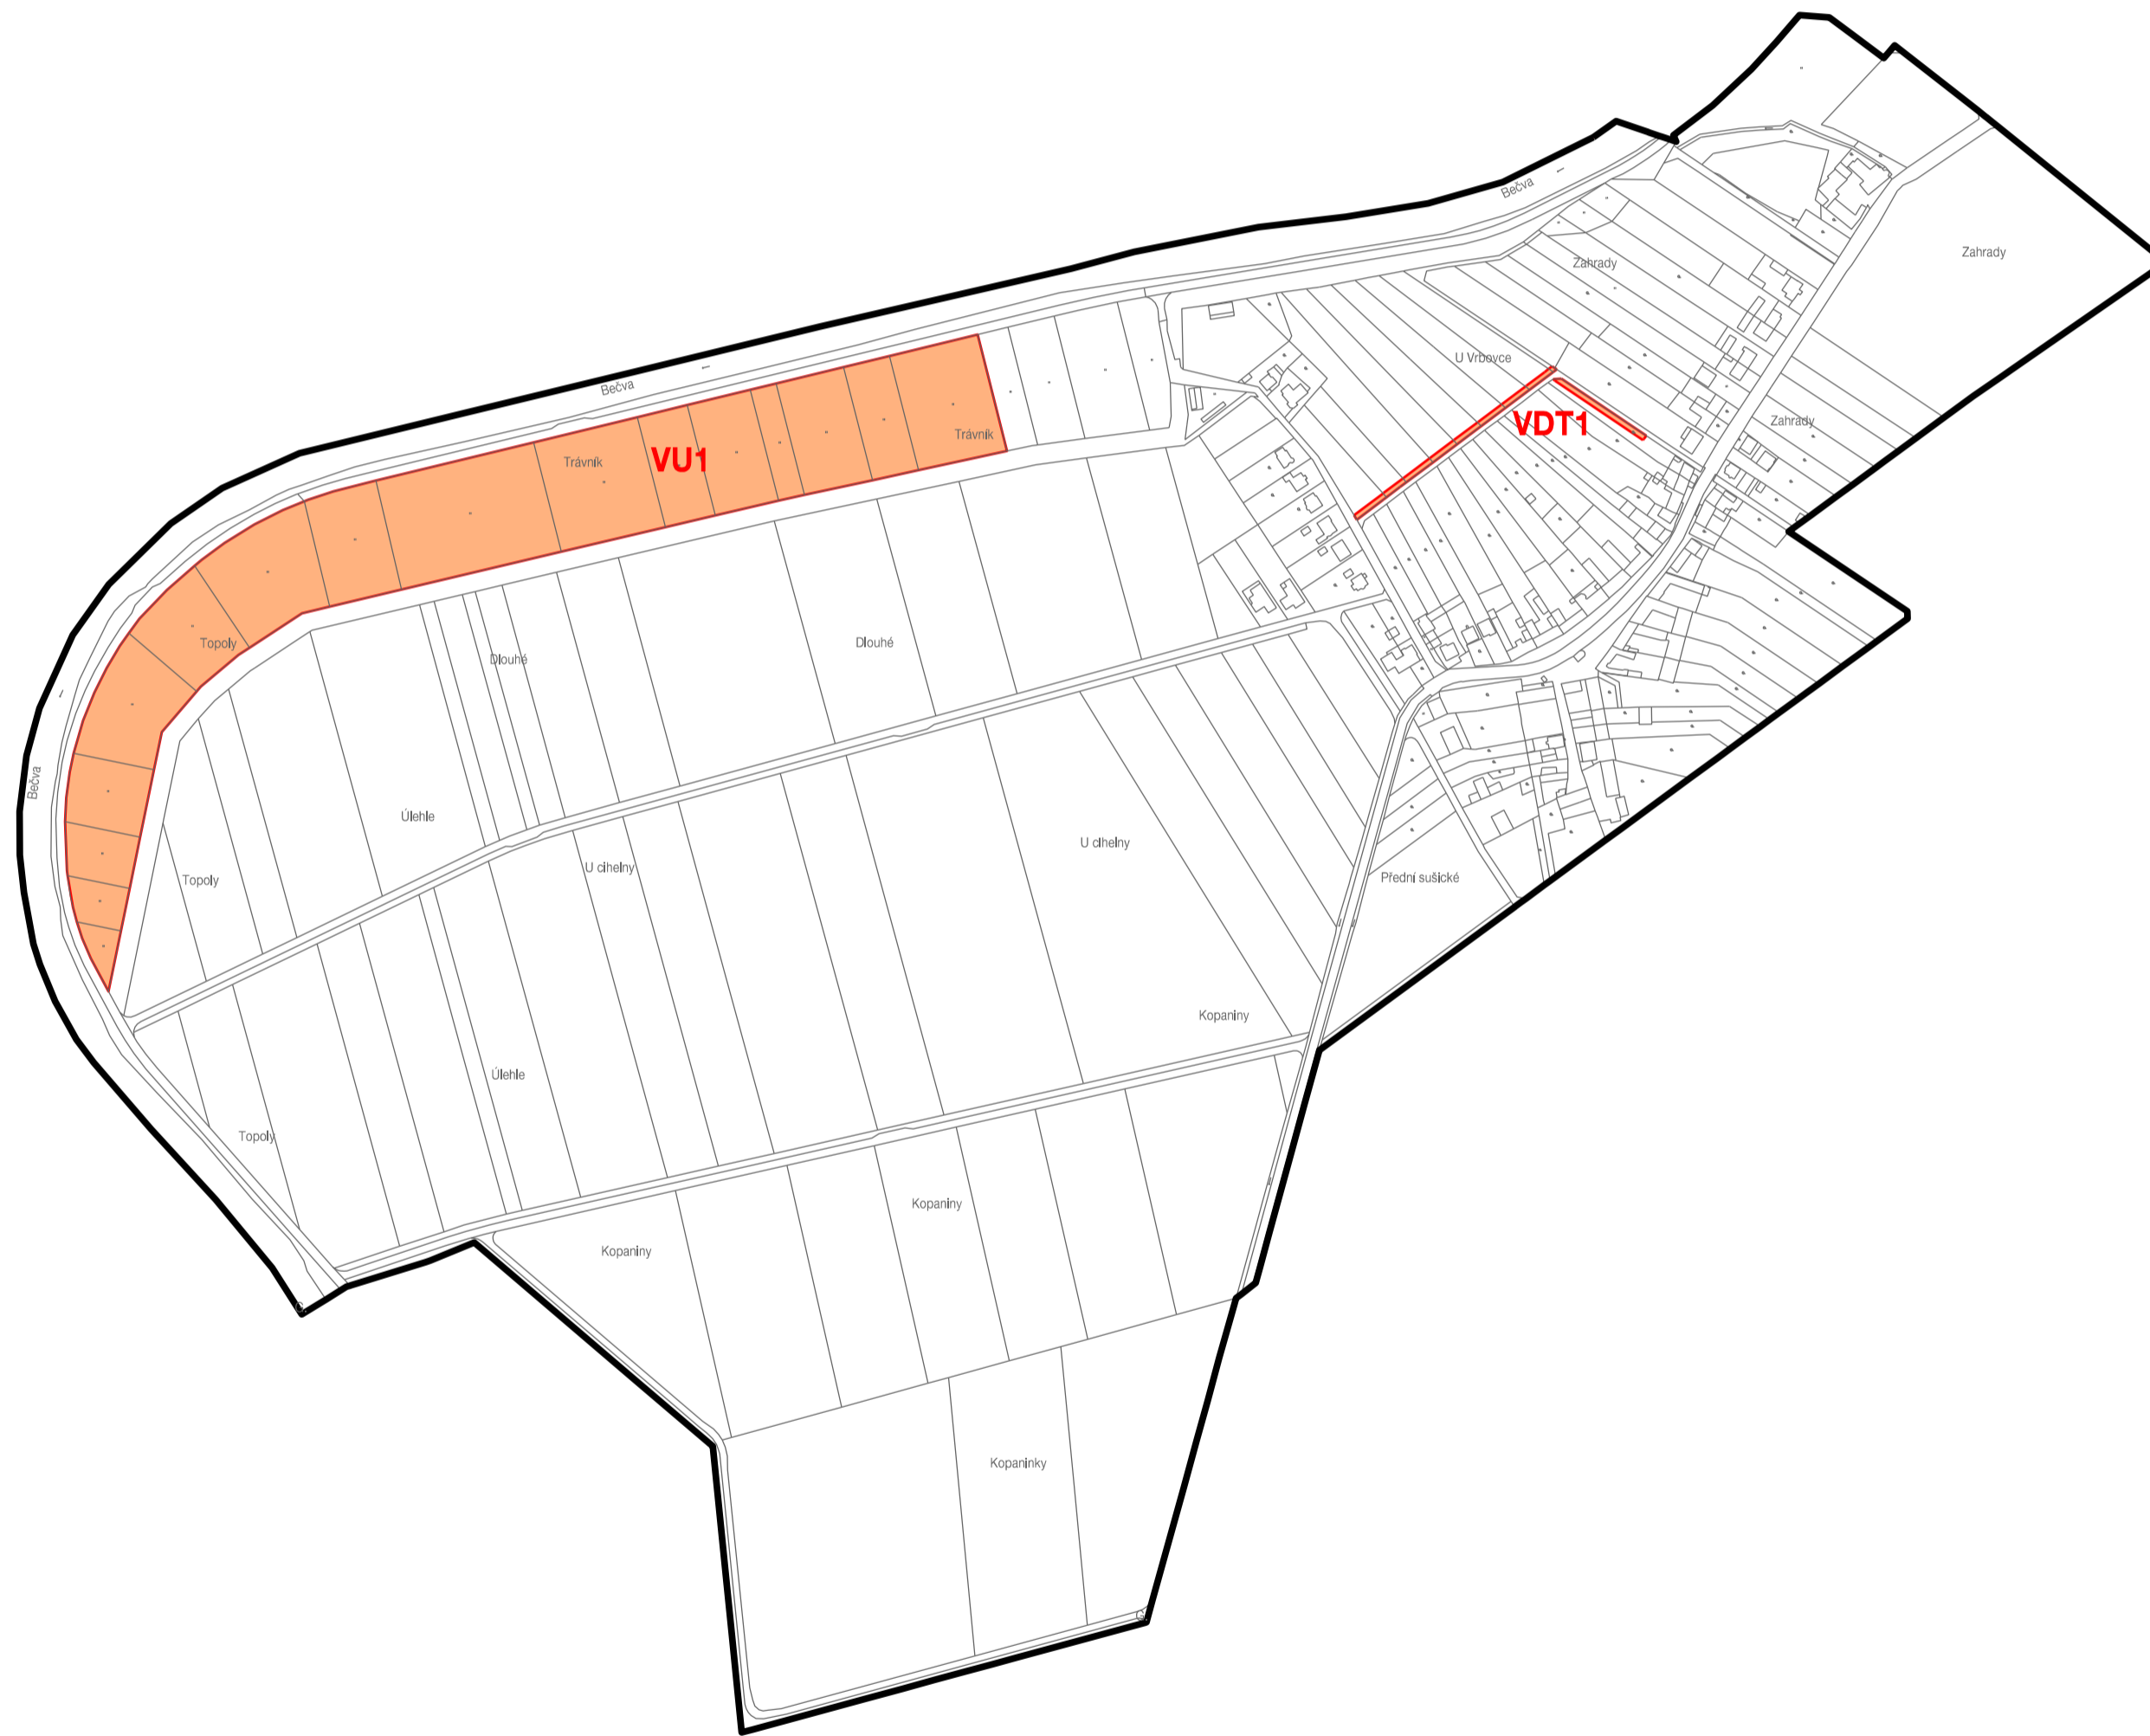 Bečva
Zahrady
Zahrady
U Vrbovce
Bečva
Zahrady
VDT1
Trávník
VU1
Trávník
Topoly
Dlouhé
Dlouhé
Bečva
Úlehle
U cihelny
U cihelny
Topoly
Přední sušické
Kopaniny
Úlehle
Topoly
Kopaniny
Kopaniny
Kopaninky